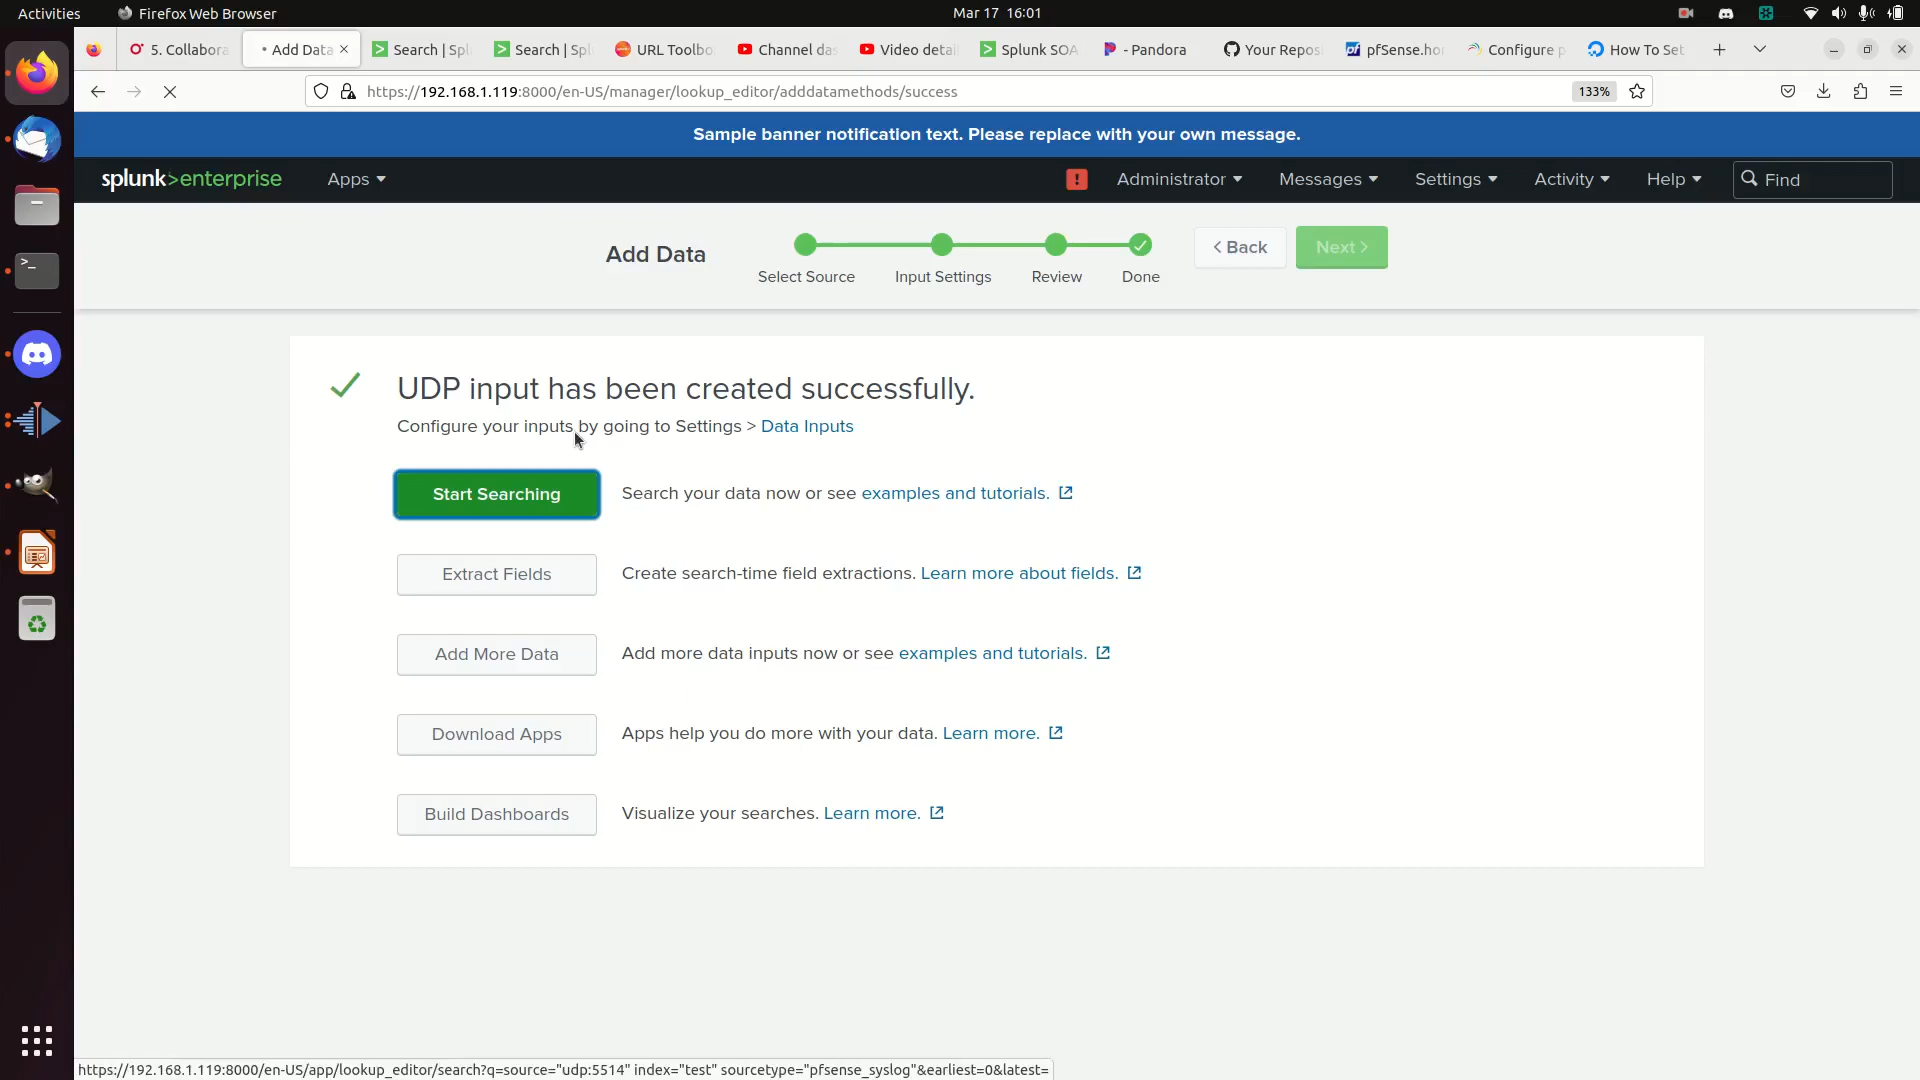 Activities
Firefox Web Browser
Mar 17 16:01
5. Collabora
Add Data
Search | Spl
Search | Spl
URL Toolbo
Channel da
Video detai
Splunk SOA
- Pandora
Your Repos
pfSense.ho
Configure p
How To Set
https://192.168.1.119:8000/en-US/manager/lookup_editor/adddatamethods/success
133%
Sample banner notification text. Please replace with your own message.
splunk>enterprise
Apps
!
Administrator
Messages
Settings
Activity
Help
Find
Add Data
Select Source
Input Settings
Review
Done
< Back
Next >
UDP input has been created successfully.
Configure your inputs by going to Settings > Data Inputs
Start Searching
Search your data now or see examples and tutorials.
Extract Fields
Create search-time field extractions. Learn more about fields.
Add More Data
Add more data inputs now or see examples and tutorials.
Download Apps
Apps help you do more with your data. Learn more.
Build Dashboards
Visualize your searches. Learn more.
https://192.168.1.119:8000/en-US/app/lookup_editor/search?q=source="udp:5514" index="test" sourcetype="pfsense_syslog"&earliest=0&latest=